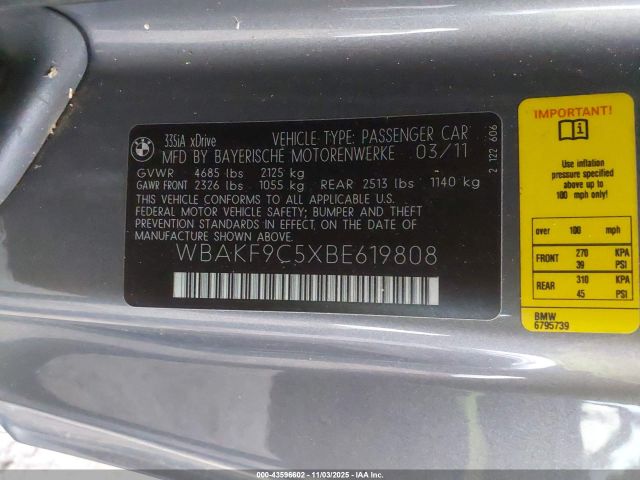 BMW
335iA xDrive VEHICLE TYPE: PASSENGER CAR
MFD BY BAYERISCHE MOTORENWERKE 03/11
GVWR 4685 lbs 2125 kg
GAWR FRONT 2326 lbs 1055 kg REAR 2513 lbs 1140 kg
THIS VEHICLE CONFORMS TO ALL APPLICABLE U.S.
FEDERAL MOTOR VEHICLE SAFETY; BUMPER AND THEFT
PREVENTION STANDARDS IN EFFECT ON THE DATE
OF MANUFACTURE SHOWN ABOVE.
WBAKF9C5XBE619808
2 122 606
IMPORTANT!
Use inflation
pressure specified
above up to
100 mph only!
over 100 mph
FRONT 270 KPA
39 PSI
REAR 310 KPA
45 PSI
BMW
6795739
000-43596602 - 11/03/2025 - COPYRIGHT © IAA, LLC.